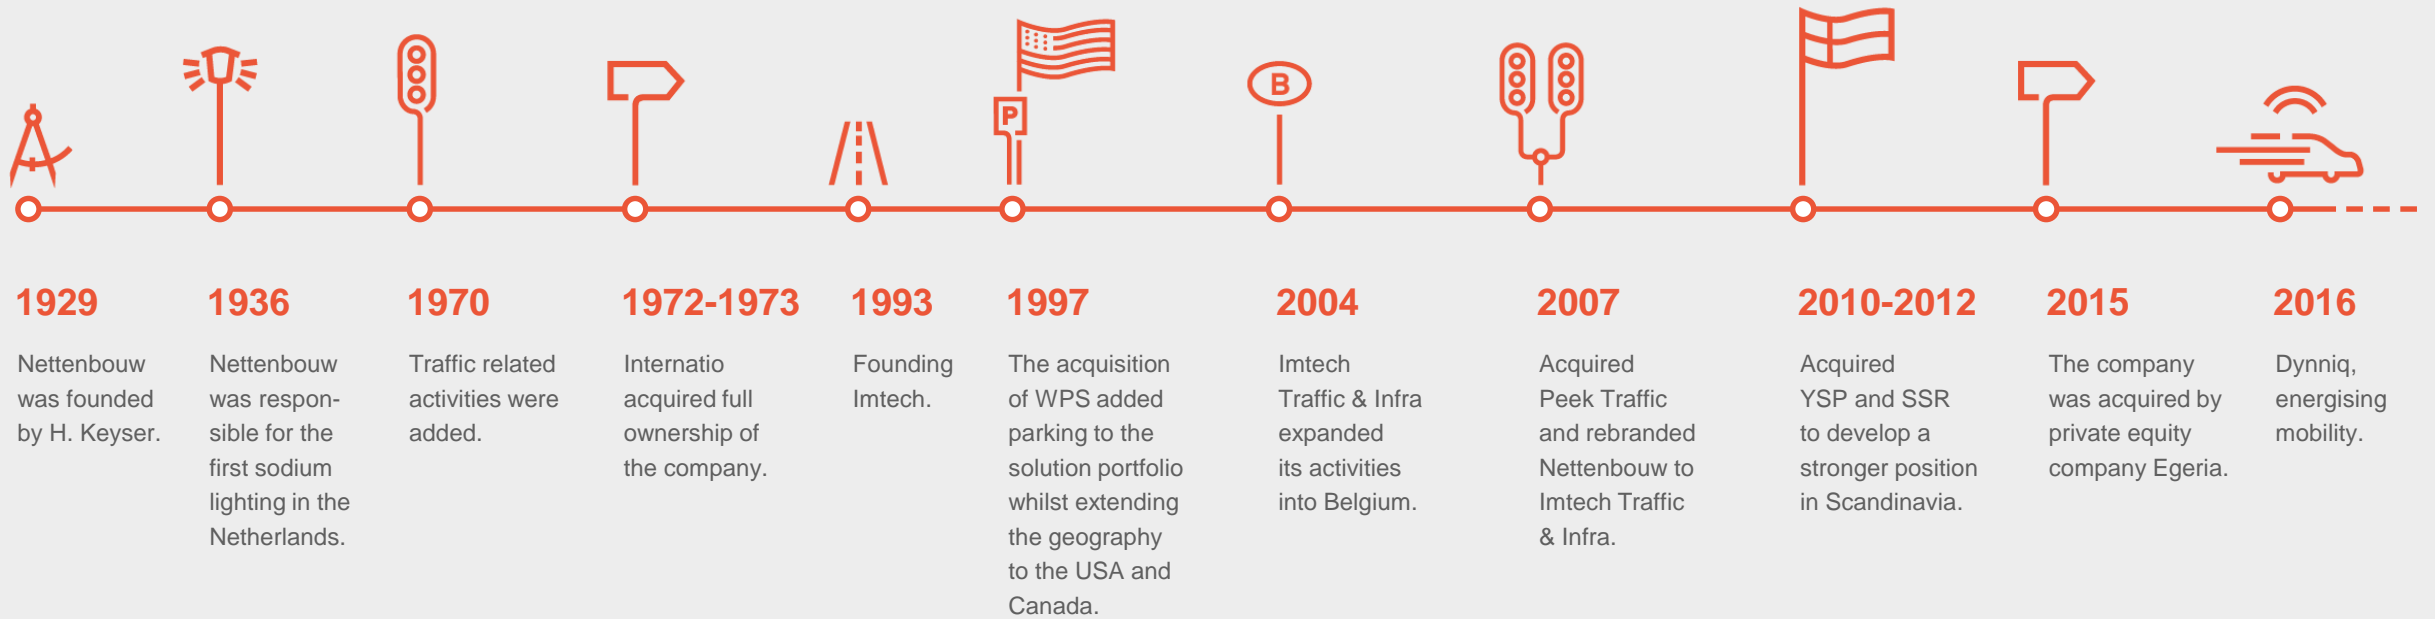 P
B
1929
Nettenbouw
was founded
by H. Keyser.
1936
Nettenbouw
was respon-
sible for the
first sodium
lighting in the
Netherlands.
1970
Traffic related
activities were
added.
1972-1973
Internatio
acquired full
ownership of
the company.
1993
Founding
Imtech.
1997
The acquisition
of WPS added
parking to the
solution portfolio
whilst extending
the geography
to the USA and
Canada.
2004
Imtech
Traffic & Infra
expanded
its activities
into Belgium.
2007
Acquired
Peek Traffic
and rebranded
Nettenbouw to
Imtech Traffic
& Infra.
2010-2012
Acquired
YSP and SSR
to develop a
stronger position
in Scandinavia.
2015
The company
was acquired by
private equity
company Egeria.
2016
Dynniq,
energising
mobility.